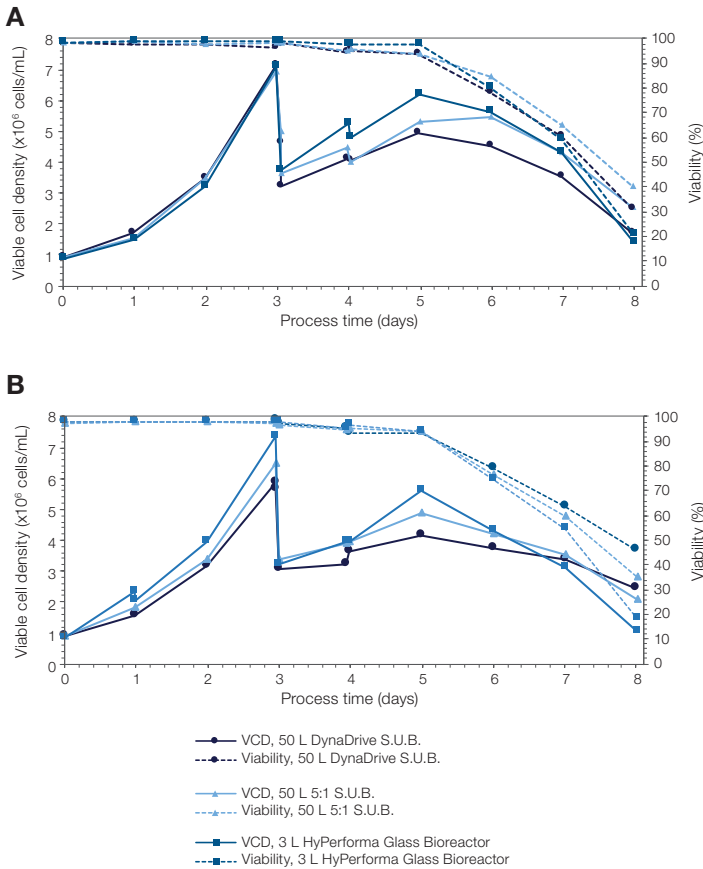 A
Viable cell density (x10⁶ cells/mL)
8
7
6
5
4
3
2
1
0
100
90
80
70
60
50
40
30
20
10
0
Viability (%)
0 1 2 3 4 5 6 7 8
Process time (days)
B
Viable cell density (x10⁶ cells/mL)
8
7
6
5
4
3
2
1
0
100
90
80
70
60
50
40
30
20
10
0
Viability (%)
0 1 2 3 4 5 6 7 8
Process time (days)
VCD, 50 L DynaDrive S.U.B.
Viability, 50 L DynaDrive S.U.B.
VCD, 50 L 5:1 S.U.B.
Viability, 50 L 5:1 S.U.B.
VCD, 3 L HyPerforma Glass Bioreactor
Viability, 3 L HyPerforma Glass Bioreactor